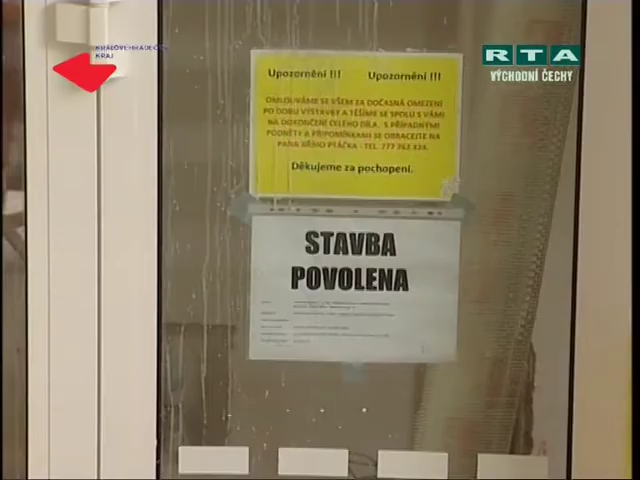 KRÁLOVÉHRADECKÝ
KRAJ
RTA
VÝCHODNÍ ČECHY
Upozornění !!! Upozornění !!!
OMLOUVÁME SE VŠEM ZA DOČASNÁ OMEZENÍ
PO DOBU VÝSTAVBY A TĚŠÍME SE SPOLU S VÁMI
NA DOKONČENÍ CELÉHO DÍLA. S PŘÍPADNÝMI
PODNĚTY A PŘIPOMÍNKAMI SE OBRACEJTE NA
PANA JIŘÍHO PTÁČKA - TEL. 777 762 324.
Děkujeme za pochopení.
STAVBA
POVOLENA